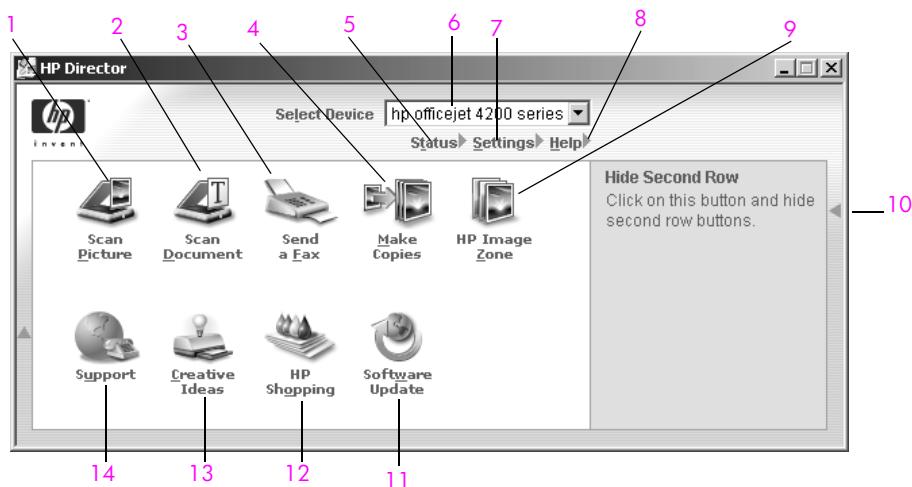 1
2
3
4
5
6
7
8
9
HP Director
hp
invent
Select Device hp officejet 4200 series
Status Settings Help
Scan
Picture
Scan
Document
Send
a Fax
Make
Copies
HP Image
Zone
Hide Second Row
Click on this button and hide
second row buttons.
10
Support
Creative
Ideas
HP
Shopping
Software
Update
14
13
12
11